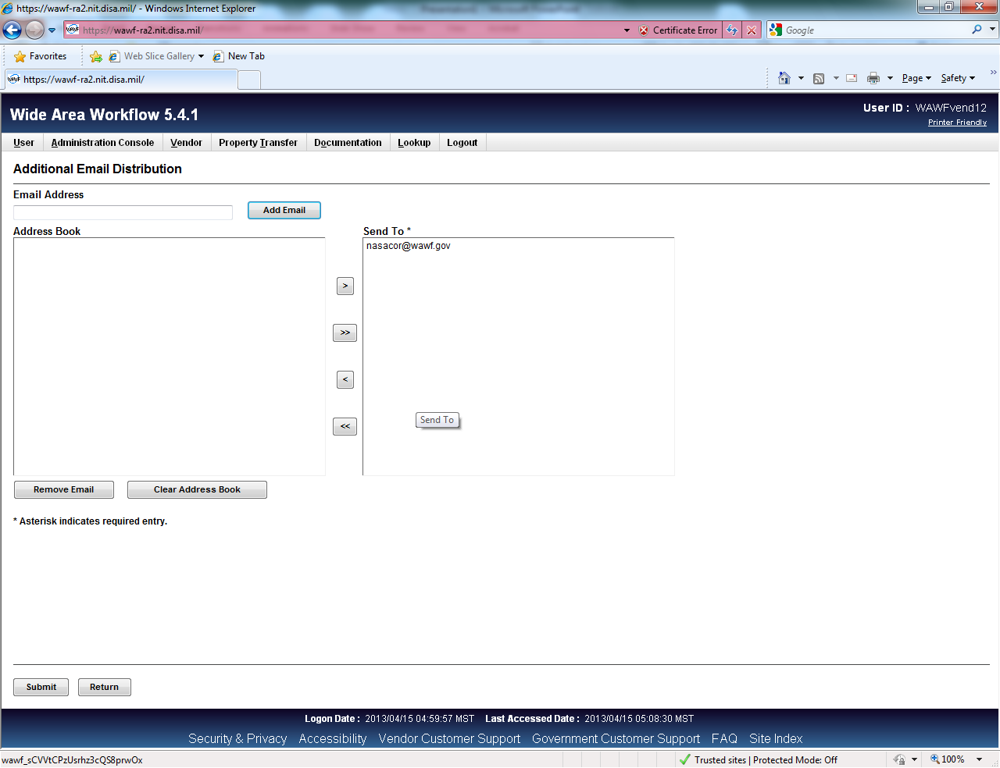 https://wawf-ra2.nit.disa.mil/ - Windows Internet Explorer
https://wawf-ra2.nit.disa.mil/
Certificate Error
Google
Favorites
Web Slice Gallery
New Tab
https://wawf-ra2.nit.disa.mil/
Page
Safety
»
Wide Area Workflow 5.4.1
User ID : WAWFvend12
Printer Friendly
User Administration Console Vendor Property Transfer Documentation Lookup Logout
Additional Email Distribution
Email Address
Add Email
Address Book
Send To *
nasacor@wawf.gov
>
>>
<
<<
Send To
Remove Email
Clear Address Book
* Asterisk indicates required entry.
Submit
Return
Logon Date : 2013/04/15 04:59:57 MST Last Accessed Date : 2013/04/15 05:08:30 MST
Security & Privacy Accessibility Vendor Customer Support Government Customer Support FAQ Site Index
wawf_sCVVtCPzUsrhz3cQS8prwOx
Trusted sites | Protected Mode: Off
100%